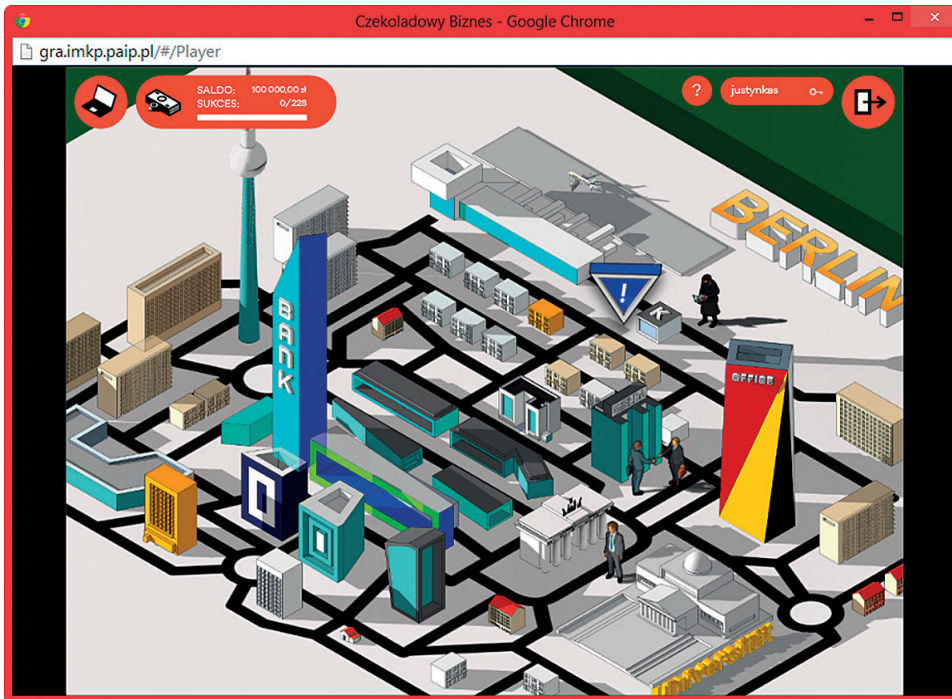 Czekoladowy Biznes - Google Chrome
gra.imkp.paip.pl/#/Player
SALDO: 100 000,00 zł
SUKCES: 0/228
?
justynkas
BERLIN
!
K
BANK
OFFICE
Universität